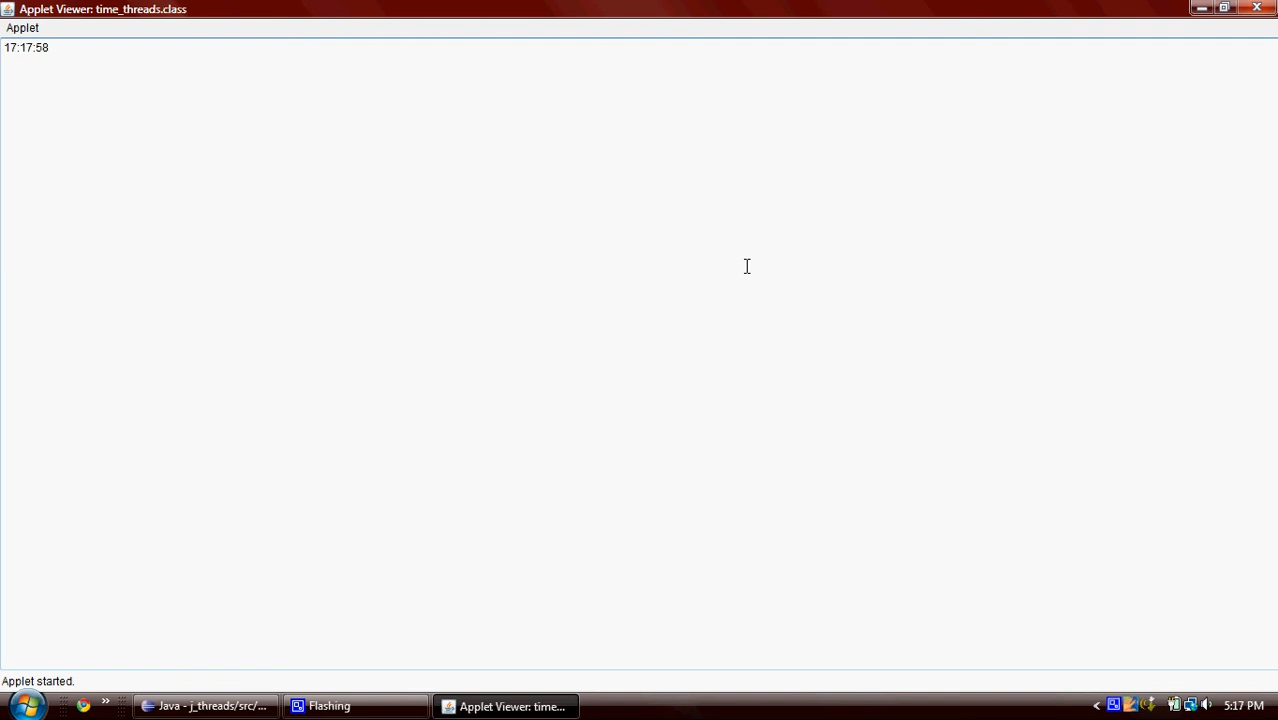 Applet Viewer: time_threads.class
Applet
17:17:58
Applet started.
Java - j_threads/src/...
Flashing
Applet Viewer: time...
5:17 PM